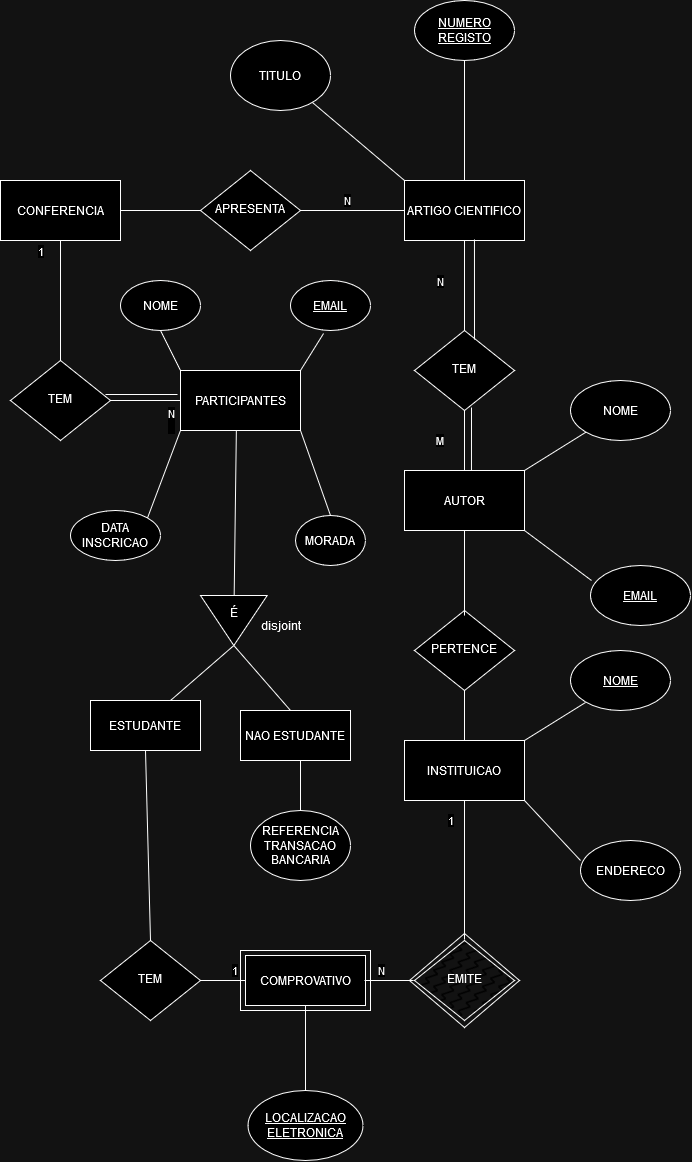 NUMERO
REGISTO
TITULO
CONFERENCIA
APRESENTA
N
ARTIGO CIENTIFICO
1
N
NOME
EMAIL
TEM
TEM
PARTICIPANTES
N
NOME
M
AUTOR
DATA
INSCRICAO
MORADA
EMAIL
É
disjoint
PERTENCE
NOME
ESTUDANTE
NAO ESTUDANTE
INSTITUICAO
1
REFERENCIA
TRANSACAO
BANCARIA
ENDERECO
TEM
1
COMPROVATIVO
N
EMITE
LOCALIZACAO
ELETRONICA